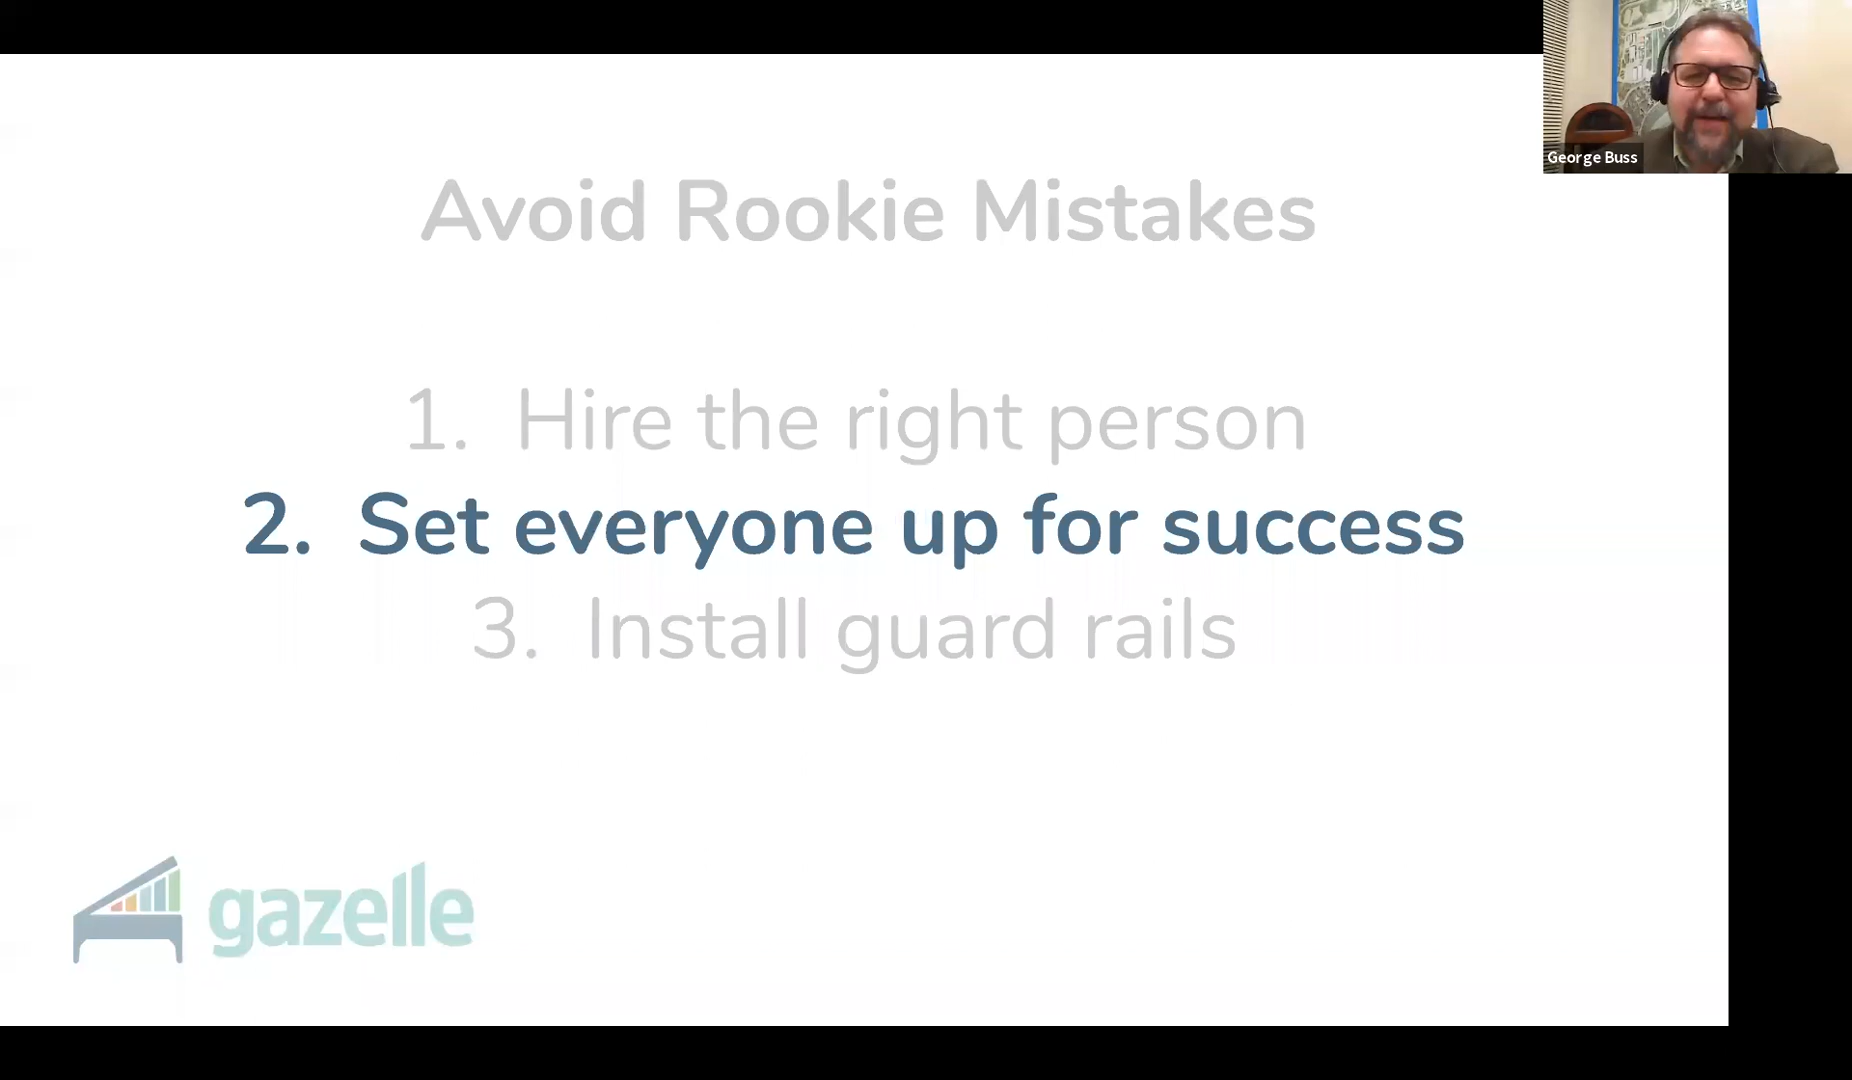 George Buss
Avoid Rookie Mistakes
1. Hire the right person
2. Set everyone up for success
3. Install guard rails
gazelle